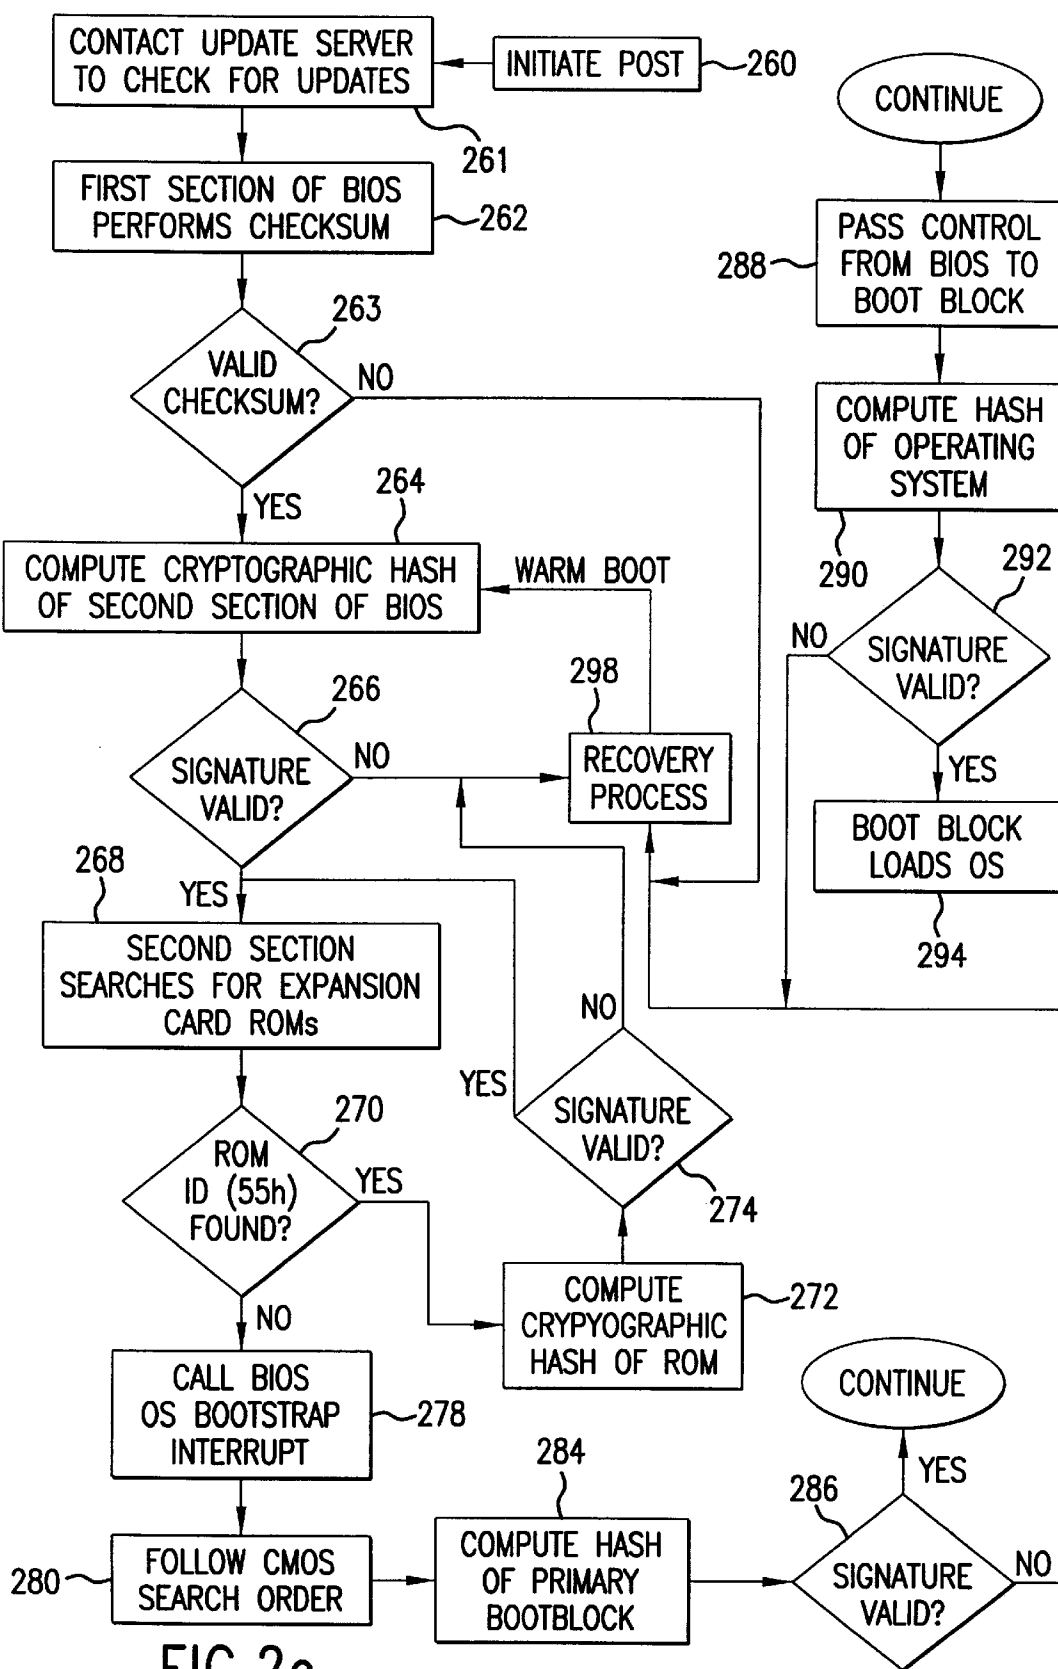 CONTACT UPDATE SERVER
TO CHECK FOR UPDATES
INITIATE POST
260
261
FIRST SECTION OF BIOS
PERFORMS CHECKSUM
262
263
VALID
CHECKSUM?
NO
YES
264
COMPUTE CRYPTOGRAPHIC HASH
OF SECOND SECTION OF BIOS
WARM BOOT
266
SIGNATURE
VALID?
NO
298
RECOVERY
PROCESS
268
YES
SECOND SECTION
SEARCHES FOR EXPANSION
CARD ROMs
270
ROM
ID (55h)
FOUND?
YES
NO
YES
SIGNATURE
VALID?
274
NO
COMPUTE
CRYPYOGRAPHIC
HASH OF ROM
272
CALL BIOS
OS BOOTSTRAP
INTERRUPT
278
280
FOLLOW CMOS
SEARCH ORDER
284
COMPUTE HASH
OF PRIMARY
BOOTBLOCK
286
SIGNATURE
VALID?
YES
NO
CONTINUE
CONTINUE
288
PASS CONTROL
FROM BIOS TO
BOOT BLOCK
COMPUTE HASH
OF OPERATING
SYSTEM
290
292
NO
SIGNATURE
VALID?
YES
BOOT BLOCK
LOADS OS
294